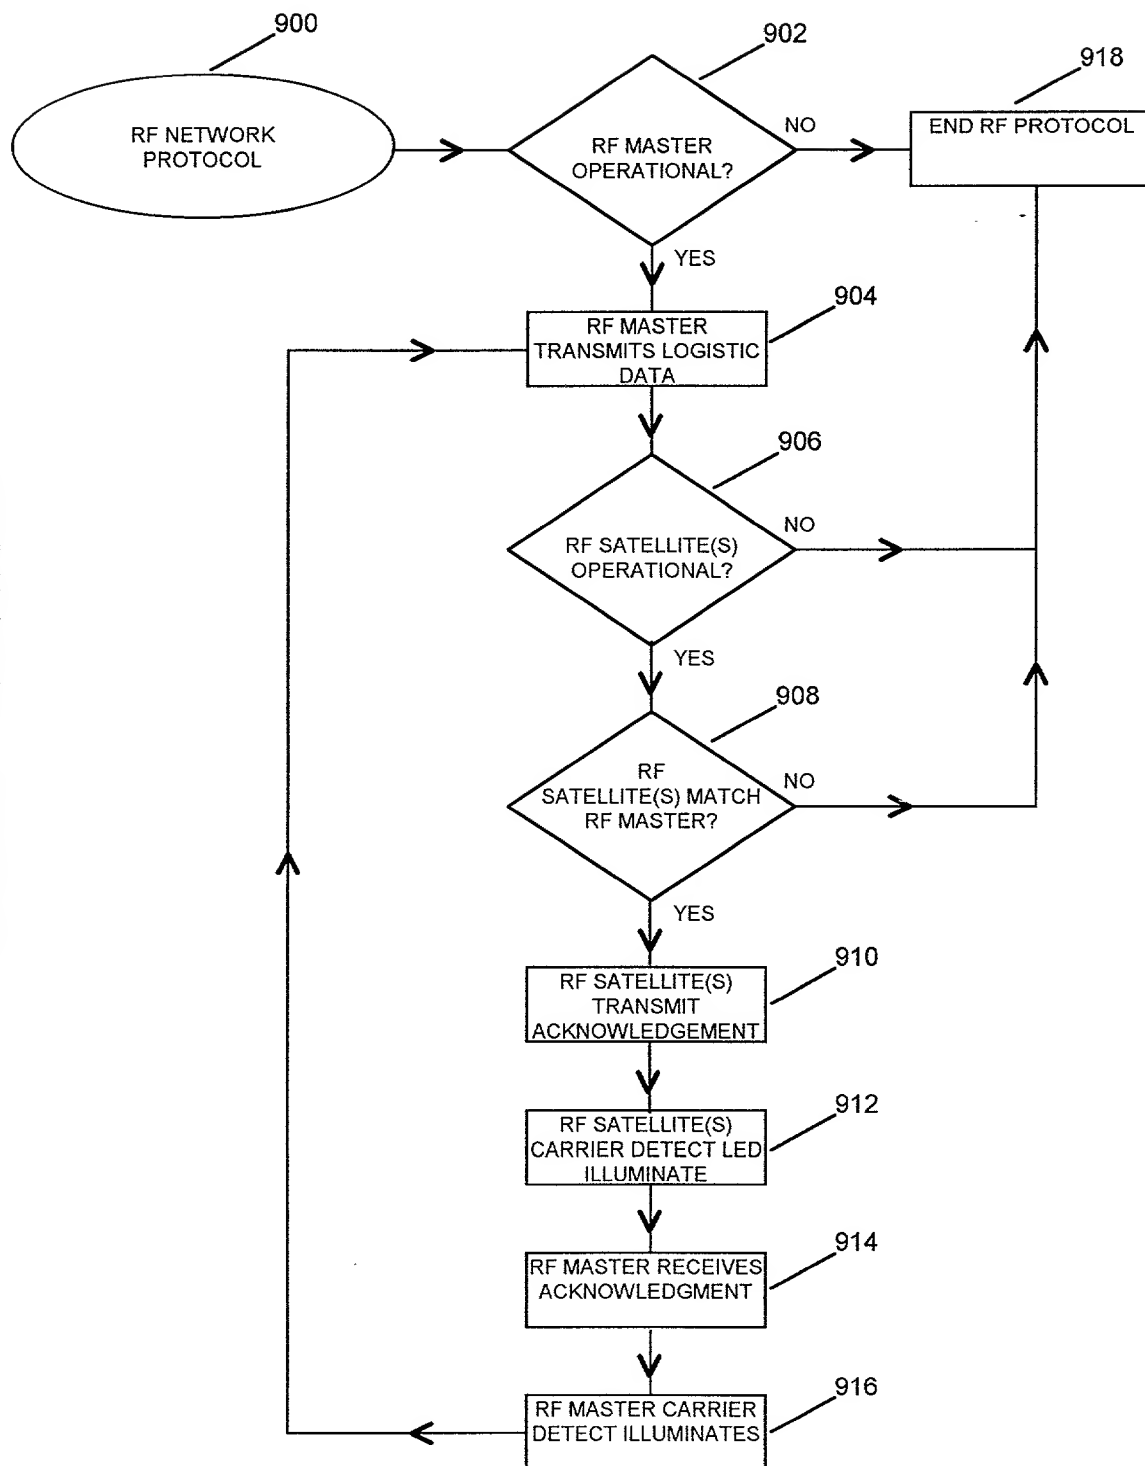 900
RF NETWORK
PROTOCOL
902
RF MASTER
OPERATIONAL?
NO
918
END RF PROTOCOL
YES
904
RF MASTER
TRANSMITS LOGISTIC
DATA
906
RF SATELLITE(S)
OPERATIONAL?
NO
YES
908
RF
SATELLITE(S) MATCH
RF MASTER?
NO
YES
910
RF SATELLITE(S)
TRANSMIT
ACKNOWLEDGEMENT
912
RF SATELLITE(S)
CARRIER DETECT LED
ILLUMINATE
914
RF MASTER RECEIVES
ACKNOWLEDGMENT
916
RF MASTER CARRIER
DETECT ILLUMINATES